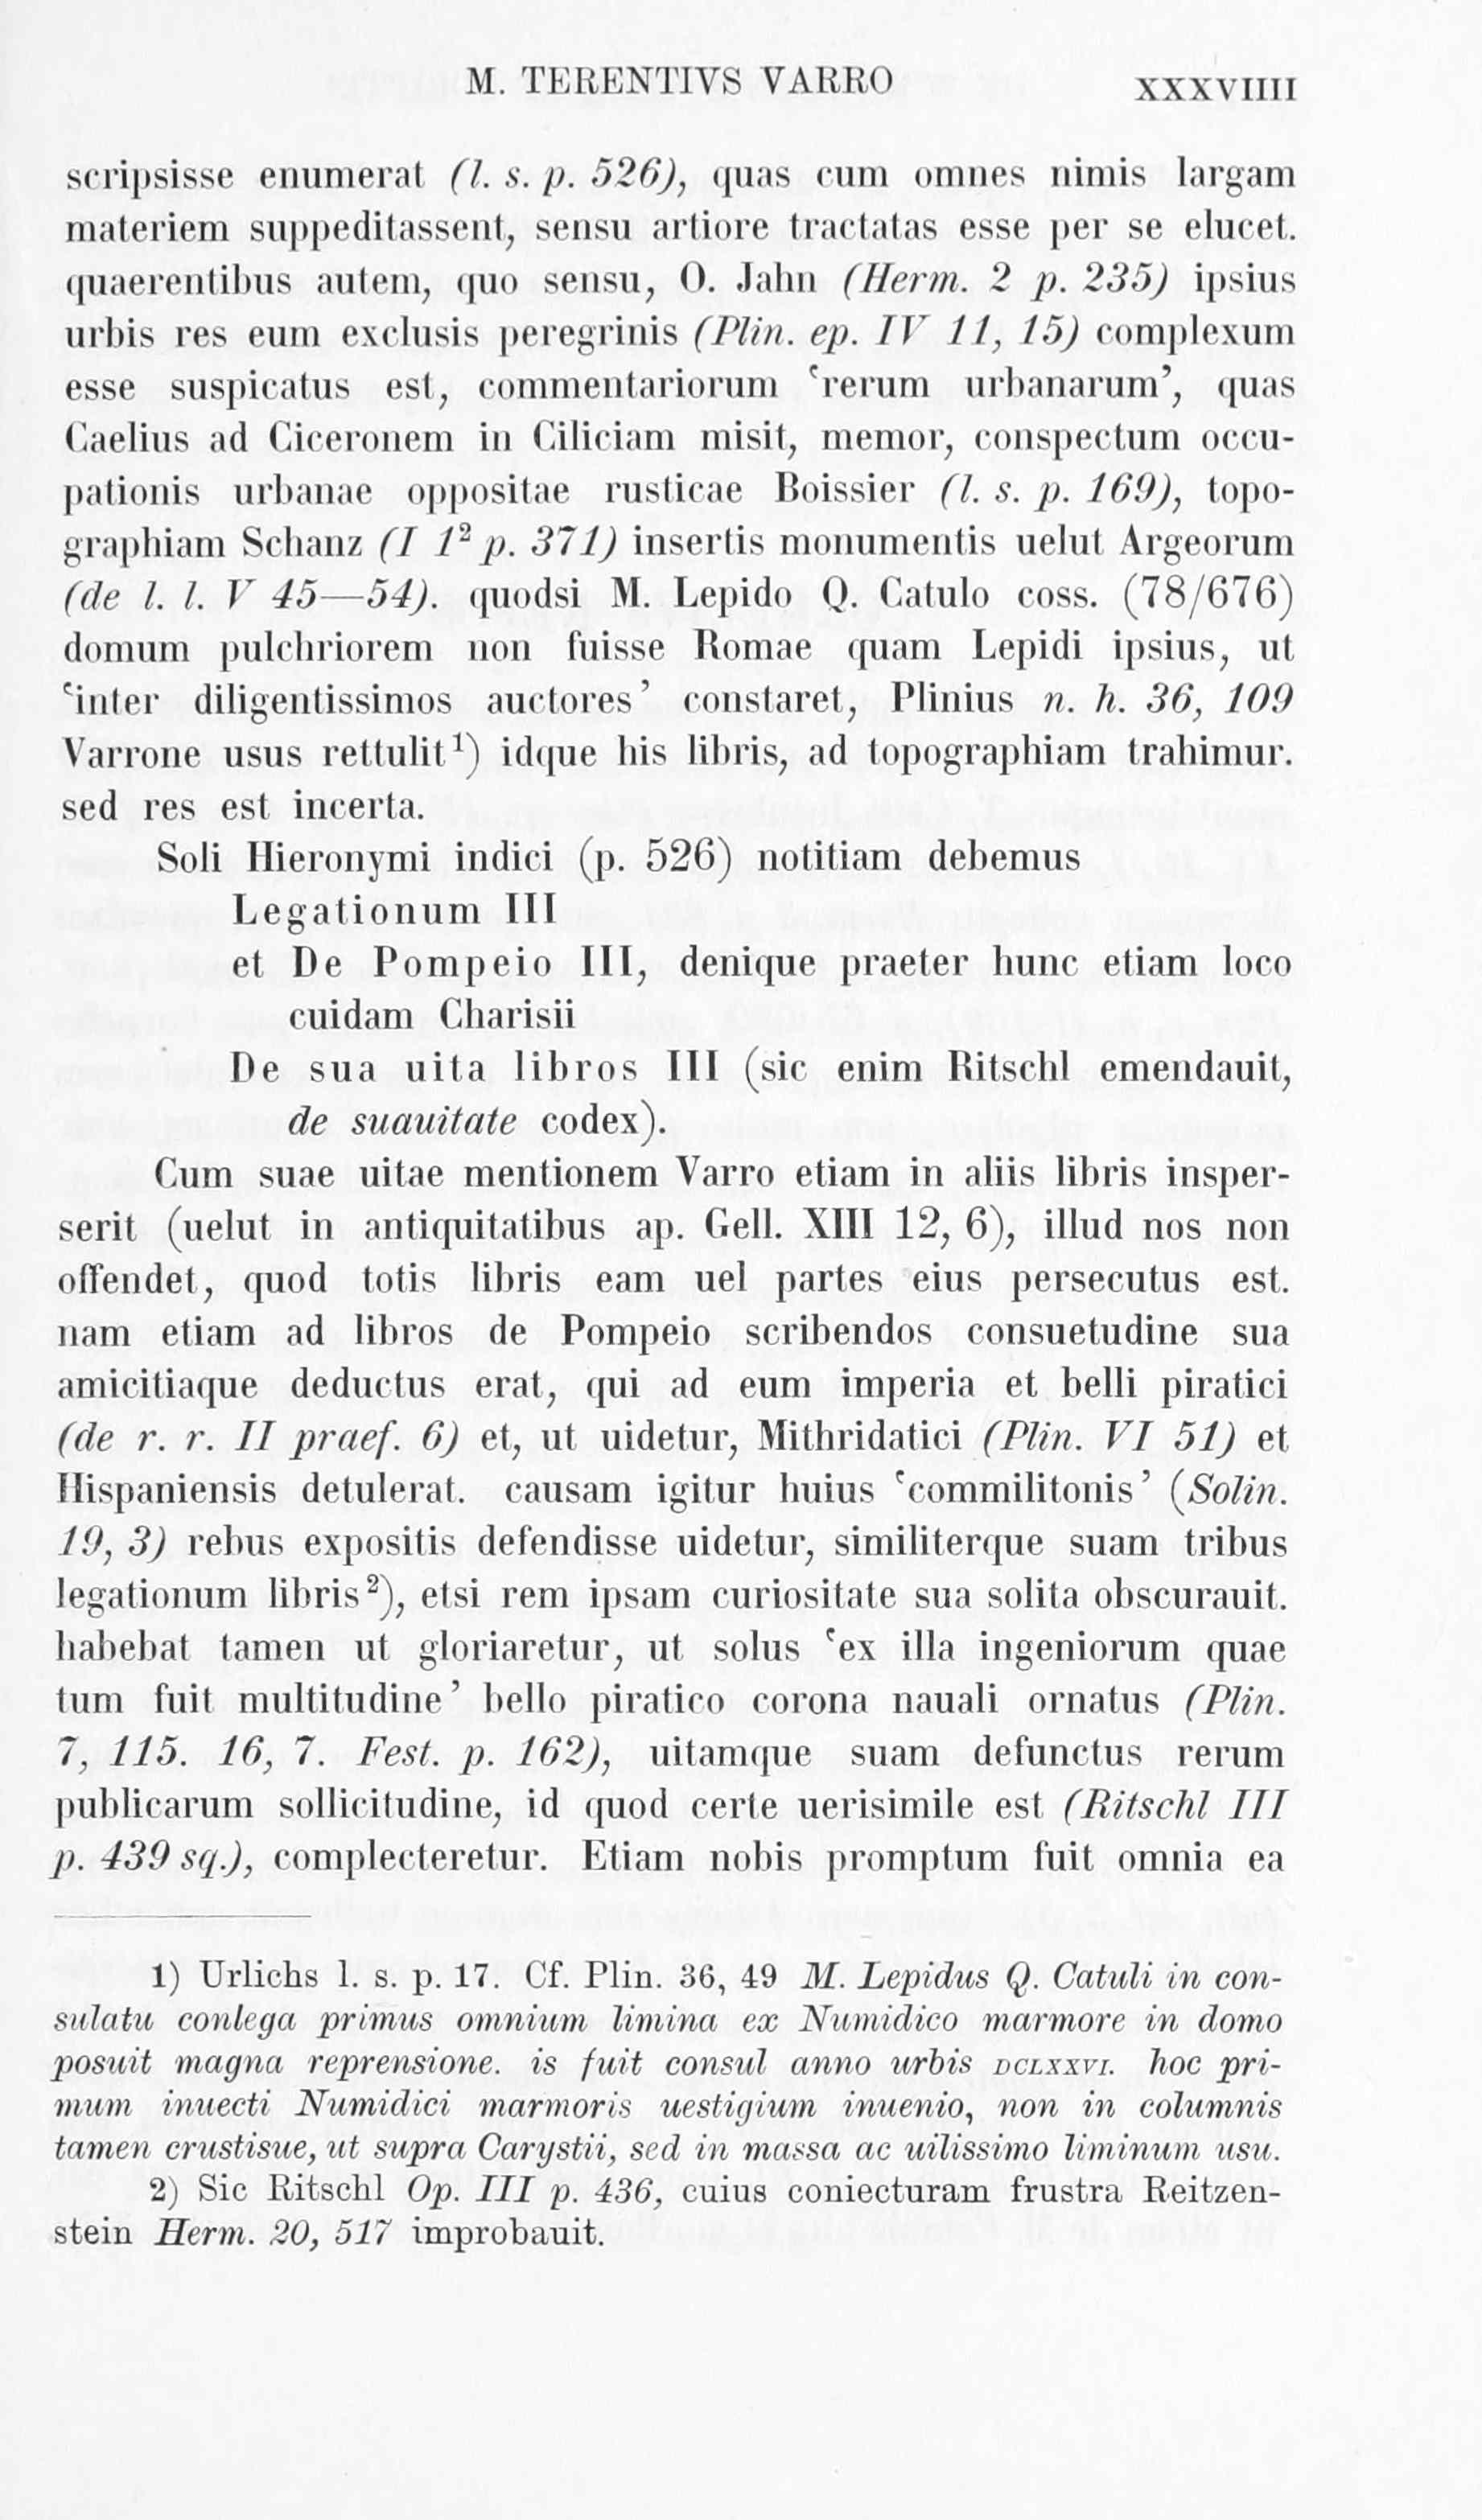 M. TERENTIVS VARRO XXXVIIII
scripsisse enumerat (l. s. p. 526), quas cum omnes nimis largam
materiem suppeditassent, sensu artiore tractatas esse per se elucet.
quaerentibus autem, quo sensu, O. Jahn (Herm. 2 p. 235) ipsius
urbis res eum exclusis peregrinis (Plin. ep. IV 11, 15) complexum
esse suspicatus est, commentariorum ‛rerum urbanarum’, quas
Caelius ad Ciceronem in Ciliciam misit, memor, conspectum occu-
pationis urbanae oppositae rusticae Boissier (l. s. p. 169), topo-
graphiam Schanz (I 1² p. 371) insertis monumentis uelut Argeorum
(de l. l. V 45—54). quodsi M. Lepido Q. Catulo coss. (78/676)
domum pulchriorem non fuisse Romae quam Lepidi ipsius, ut
‛inter diligentissimos auctores’ constaret, Plinius n. h. 36, 109
Varrone usus rettulit¹) idque his libris, ad topographiam trahimur.
sed res est incerta.
Soli Hieronymi indici (p. 526) notitiam debemus
Legationum III
et De Pompeio III, denique praeter hunc etiam loco
cuidam Charisii
De sua uita libros III (sic enim Ritschl emendauit,
de suauitate codex).
Cum suae uitae mentionem Varro etiam in aliis libris insper-
serit (uelut in antiquitatibus ap. Gell. XIII 12, 6), illud nos non
offendet, quod totis libris eam uel partes eius persecutus est.
nam etiam ad libros de Pompeio scribendos consuetudine sua
amicitiaque deductus erat, qui ad eum imperia et belli piratici
(de r. r. II praef. 6) et, ut uidetur, Mithridatici (Plin. VI 51) et
Hispaniensis detulerat. causam igitur huius ‛commilitonis’ (Solin.
19, 3) rebus expositis defendisse uidetur, similiterque suam tribus
legationum libris²), etsi rem ipsam curiositate sua solita obscurauit.
habebat tamen ut gloriaretur, ut solus ‛ex illa ingeniorum quae
tum fuit multitudine’ bello piratico corona nauali ornatus (Plin.
7, 115. 16, 7. Fest. p. 162), uitamque suam defunctus rerum
publicarum sollicitudine, id quod certe uerisimile est (Ritschl III
p. 439 sq.), complecteretur. Etiam nobis promptum fuit omnia ea
1) Urlichs l. s. p. 17. Cf. Plin. 36, 49 M. Lepidus Q. Catuli in con-
sulatu conlega primus omnium limina ex Numidico marmore in domo
posuit magna reprensione. is fuit consul anno urbis DCLXXVI. hoc pri-
mum inuecti Numidici marmoris uestigium inuenio, non in columnis
tamen crustisue, ut supra Carystii, sed in massa ac uilissimo liminum usu.
2) Sic Ritschl Op. III p. 436, cuius coniecturam frustra Reitzen-
stein Herm. 20, 517 improbauit.